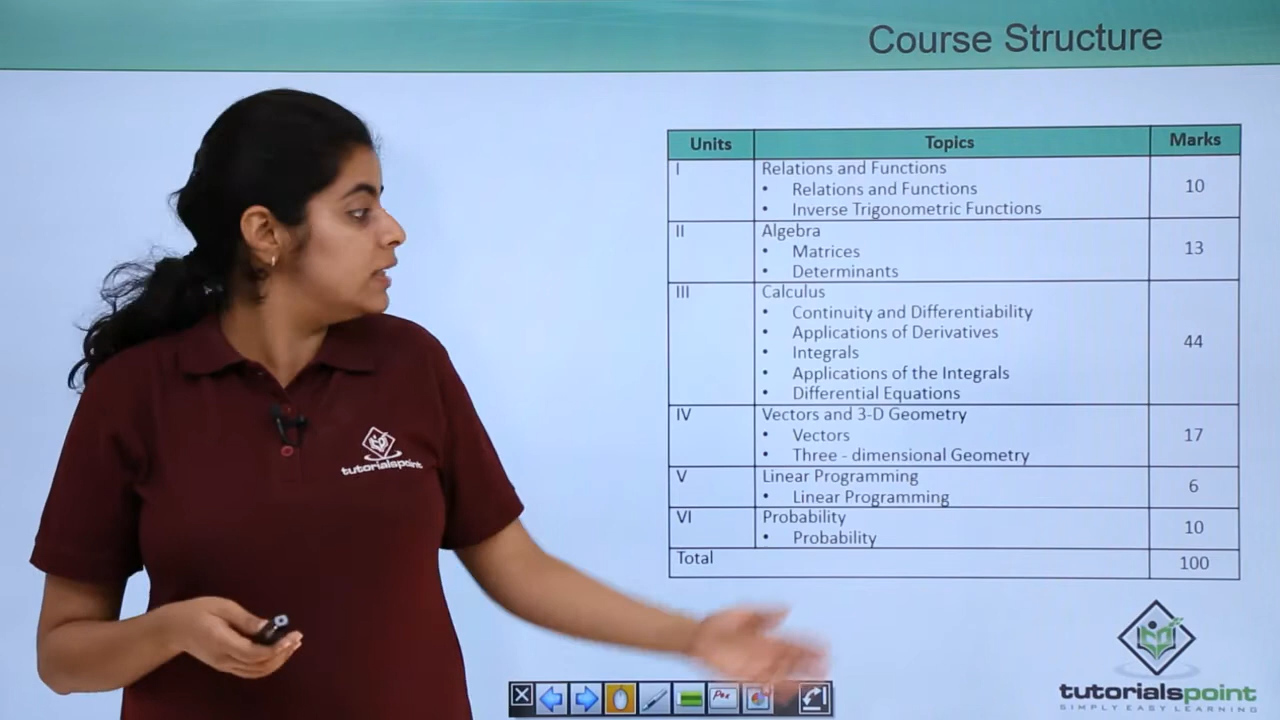 Course Structure
Units Topics Marks
I Relations and Functions 10
• Relations and Functions
• Inverse Trigonometric Functions
II Algebra 13
• Matrices
• Determinants
III Calculus 44
• Continuity and Differentiability
• Applications of Derivatives
• Integrals
• Applications of the Integrals
• Differential Equations
IV Vectors and 3-D Geometry 17
• Vectors
• Three - dimensional Geometry
V Linear Programming 6
• Linear Programming
VI Probability 10
• Probability
Total 100
tutorialspoint
Pen
tutorialspoint
SIMPLY EASY LEARNING